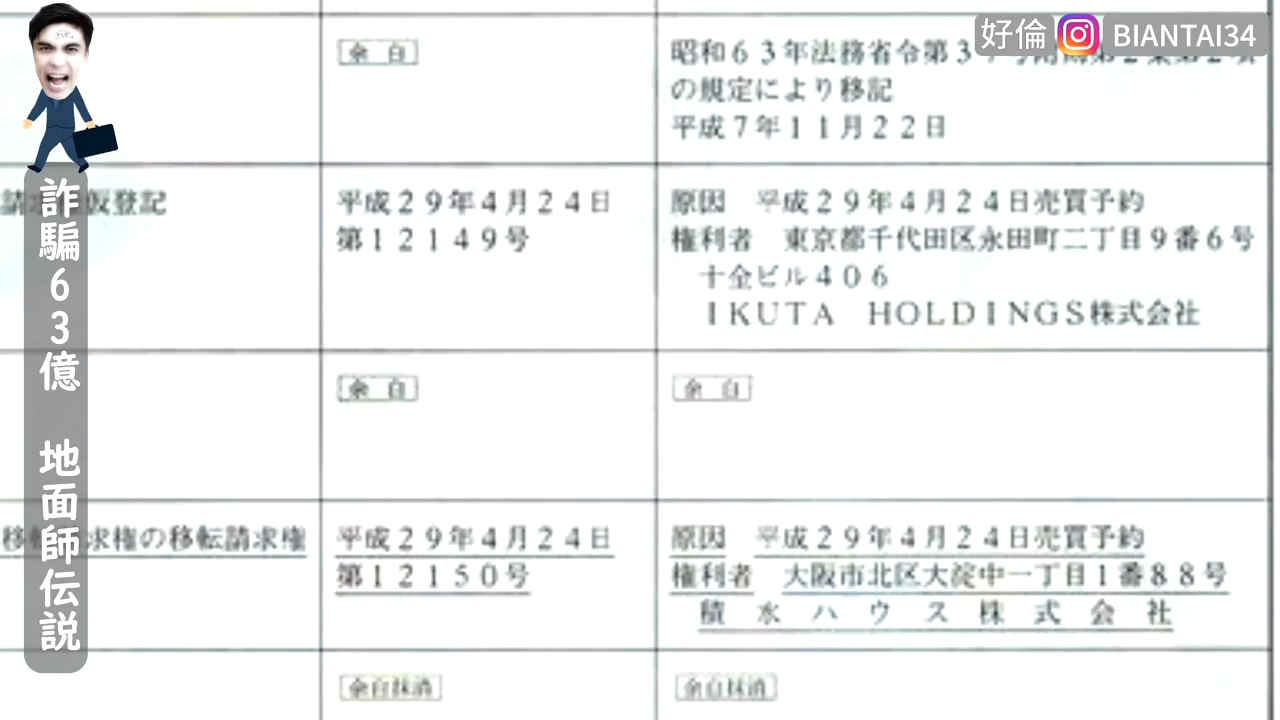 好倫 BIANTAI34
詐騙63億 地面師伝説
余白
昭和63年法務省令第3
の規定により移記
平成7年11月22日
仮登記
平成29年4月24日
第12149号
原因 平成29年4月24日売買予約
権利者 東京都千代田区永田町二丁目9番6号
十全ビル406
IKUTA HOLDINGS株式会社
余白
余白
求権の移転請求権
平成29年4月24日
第12150号
原因 平成29年4月24日売買予約
権利者 大阪市北区大淀中一丁目1番88号
積水ハウス株式会社
余白抹消
余白抹消